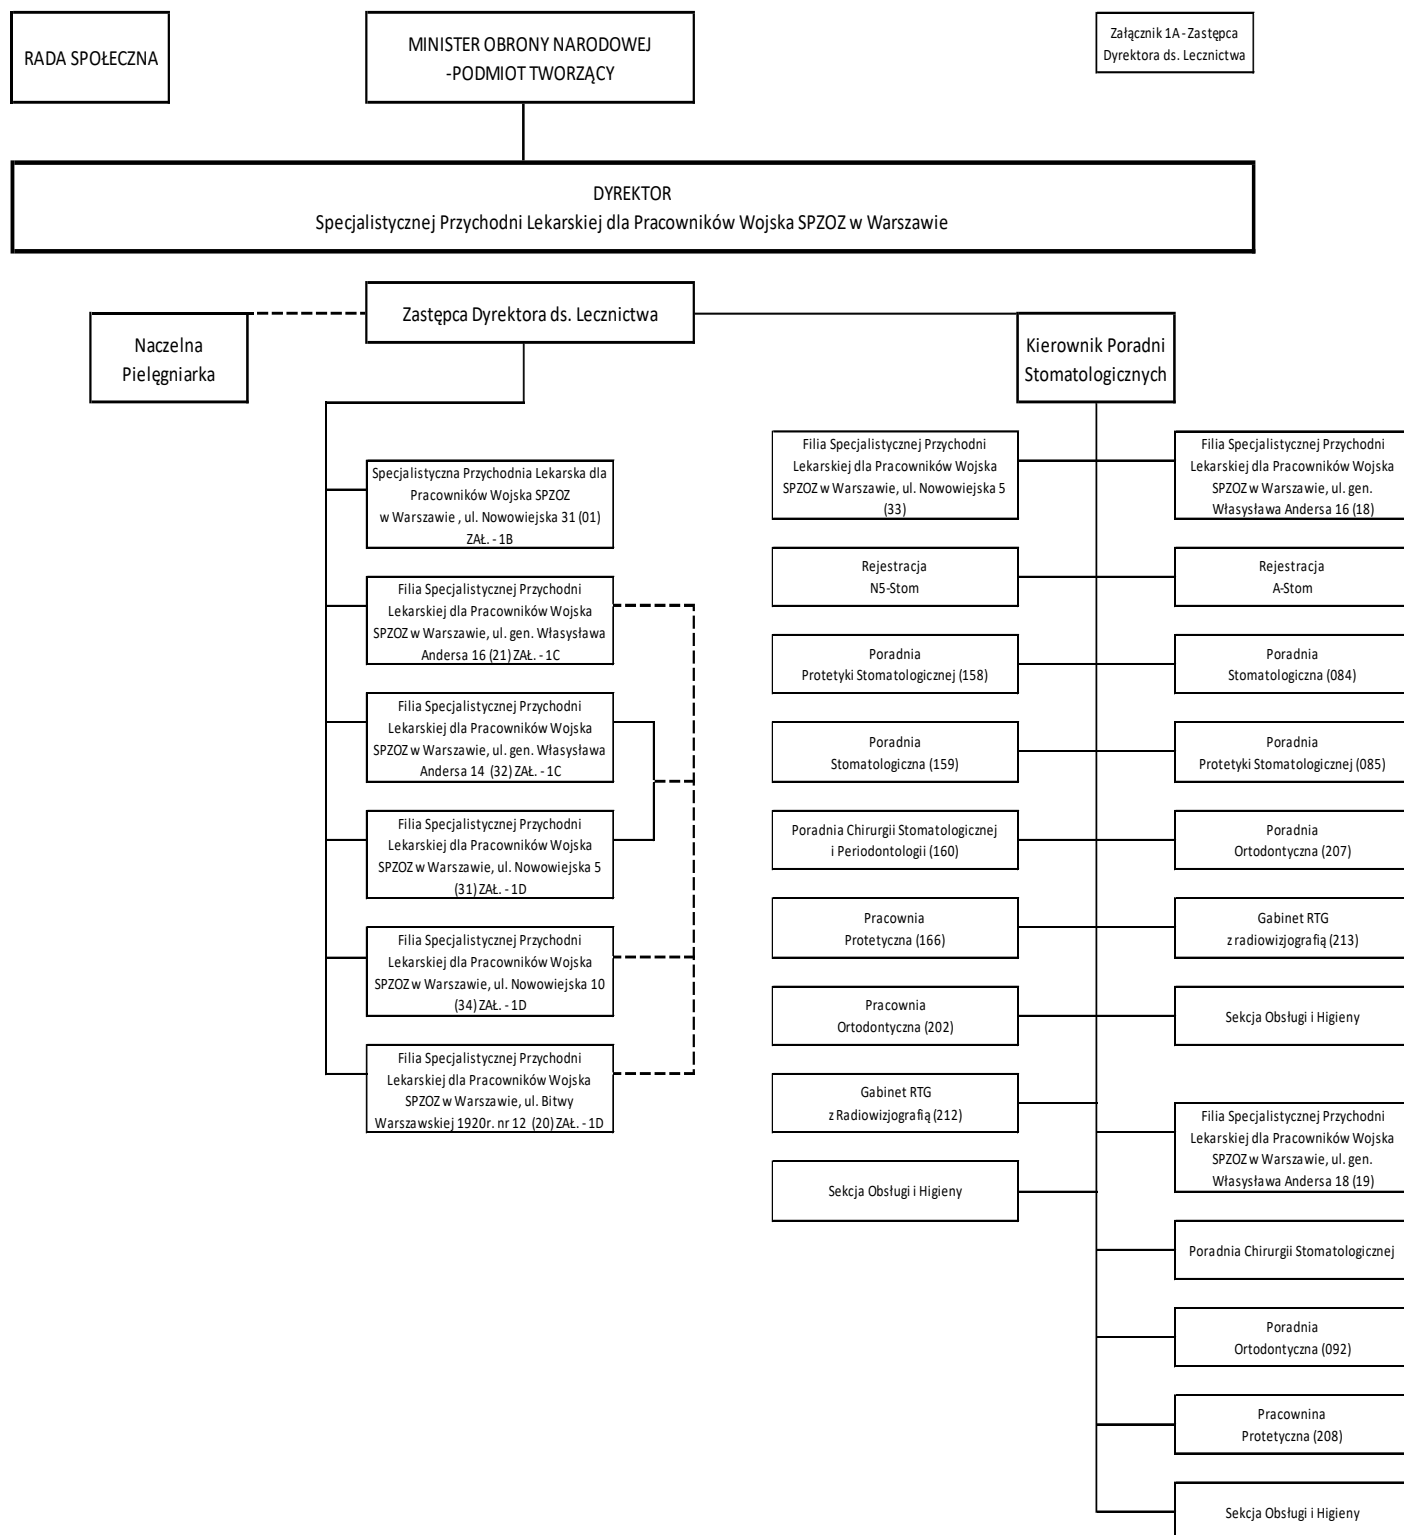 RADA SPOŁECZNA
MINISTER OBRONY NARODOWEJ
-PODMIOT TWORZĄCY
Załącznik 1A - Zastępca
Dyrektora ds. Lecznictwa
DYREKTOR
Specjalistycznej Przychodni Lekarskiej dla Pracowników Wojska SPZOZ w Warszawie
Zastępca Dyrektora ds. Lecznictwa
Naczelna
Pielęgniarka
Kierownik Poradni
Stomatologicznych
Specjalistyczna Przychodnia Lekarska dla
Pracowników Wojska SPZOZ
w Warszawie , ul. Nowowiejska 31 (01)
ZAŁ. - 1B
Filia Specjalistycznej Przychodni
Lekarskiej dla Pracowników Wojska
SPZOZ w Warszawie, ul. gen. Własysława
Andersa 16 (21) ZAŁ. - 1C
Filia Specjalistycznej Przychodni
Lekarskiej dla Pracowników Wojska
SPZOZ w Warszawie, ul. gen. Własysława
Andersa 14 (32) ZAŁ. - 1C
Filia Specjalistycznej Przychodni
Lekarskiej dla Pracowników Wojska
SPZOZ w Warszawie, ul. Nowowiejska 5
(31) ZAŁ. - 1D
Filia Specjalistycznej Przychodni
Lekarskiej dla Pracowników Wojska
SPZOZ w Warszawie, ul. Nowowiejska 10
(34) ZAŁ. - 1D
Filia Specjalistycznej Przychodni
Lekarskiej dla Pracowników Wojska
SPZOZ w Warszawie, ul. Bitwy
Warszawskiej 1920r. nr 12 (20) ZAŁ. - 1D
Filia Specjalistycznej Przychodni
Lekarskiej dla Pracowników Wojska
SPZOZ w Warszawie, ul. Nowowiejska 5
(33)
Rejestracja
N5-Stom
Poradnia
Protetyki Stomatologicznej (158)
Poradnia
Stomatologiczna (159)
Poradnia Chirurgii Stomatologicznej
i Periodontologii (160)
Pracownia
Protetyczna (166)
Pracownia
Ortodontyczna (202)
Gabinet RTG
z Radiowizjografią (212)
Sekcja Obsługi i Higieny
Filia Specjalistycznej Przychodni
Lekarskiej dla Pracowników Wojska
SPZOZ w Warszawie, ul. gen.
Własysława Andersa 16 (18)
Rejestracja
A-Stom
Poradnia
Stomatologiczna (084)
Poradnia
Protetyki Stomatologicznej (085)
Poradnia
Ortodontyczna (207)
Gabinet RTG
z radiowizjografią (213)
Sekcja Obsługi i Higieny
Filia Specjalistycznej Przychodni
Lekarskiej dla Pracowników Wojska
SPZOZ w Warszawie, ul. gen.
Własysława Andersa 18 (19)
Poradnia Chirurgii Stomatologicznej
Poradnia
Ortodontyczna (092)
Pracownina
Protetyczna (208)
Sekcja Obsługi i Higieny